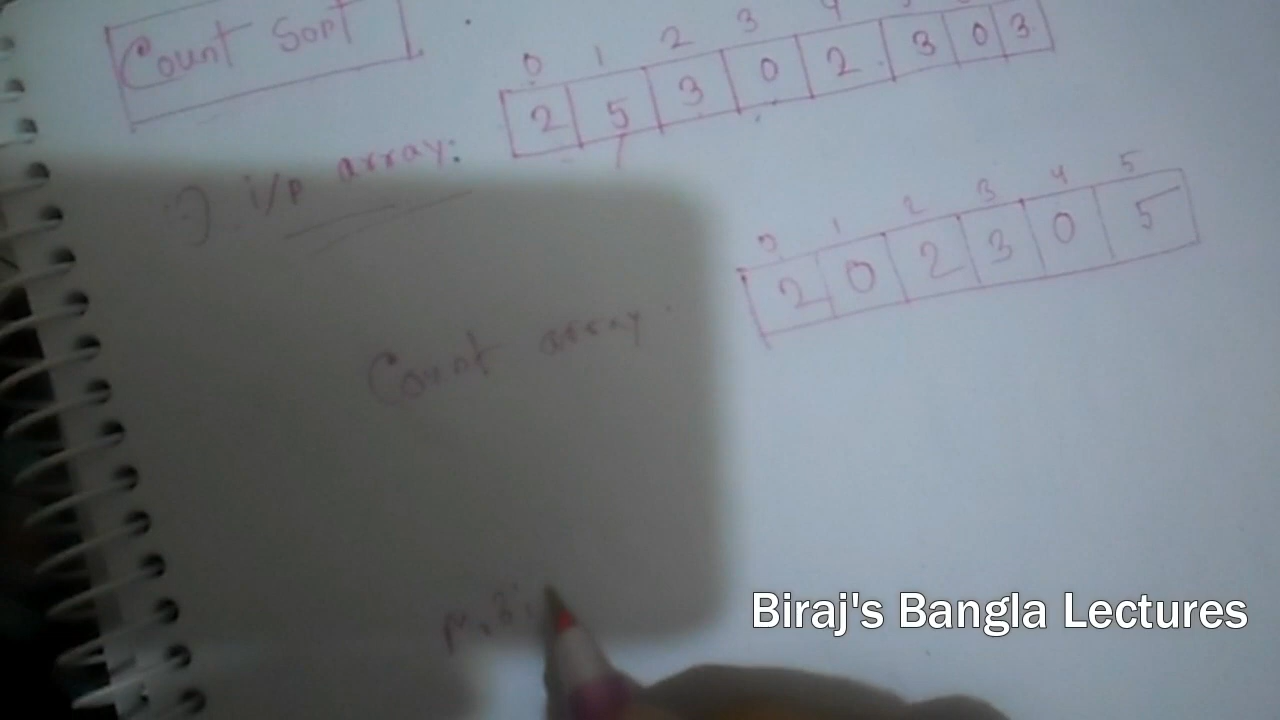 Count Sort
0 1 2 3 4
1). i/p array: 2 5 3 0 2 3 0 3
0 1 2 3 4 5
Count array. 2 0 2 3 0 5
Biraj's Bangla Lectures